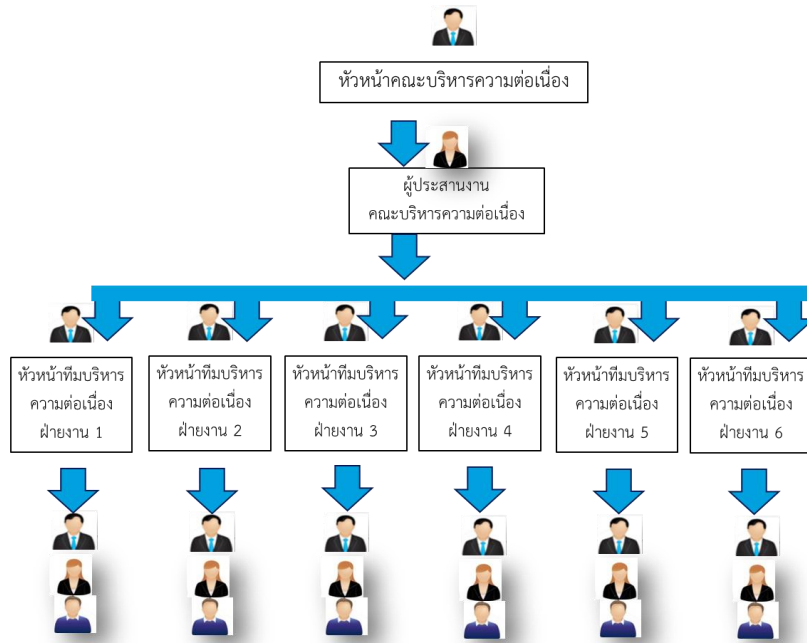 หัวหน้าคณะบริหารความต่อเนื่อง
ผู้ประสานงาน
คณะบริหารความต่อเนื่อง
หัวหน้าทีมบริหาร
ความต่อเนื่อง
ฝ่ายงาน 1
หัวหน้าทีมบริหาร
ความต่อเนื่อง
ฝ่ายงาน 2
หัวหน้าทีมบริหาร
ความต่อเนื่อง
ฝ่ายงาน 3
หัวหน้าทีมบริหาร
ความต่อเนื่อง
ฝ่ายงาน 4
หัวหน้าทีมบริหาร
ความต่อเนื่อง
ฝ่ายงาน 5
หัวหน้าทีมบริหาร
ความต่อเนื่อง
ฝ่ายงาน 6